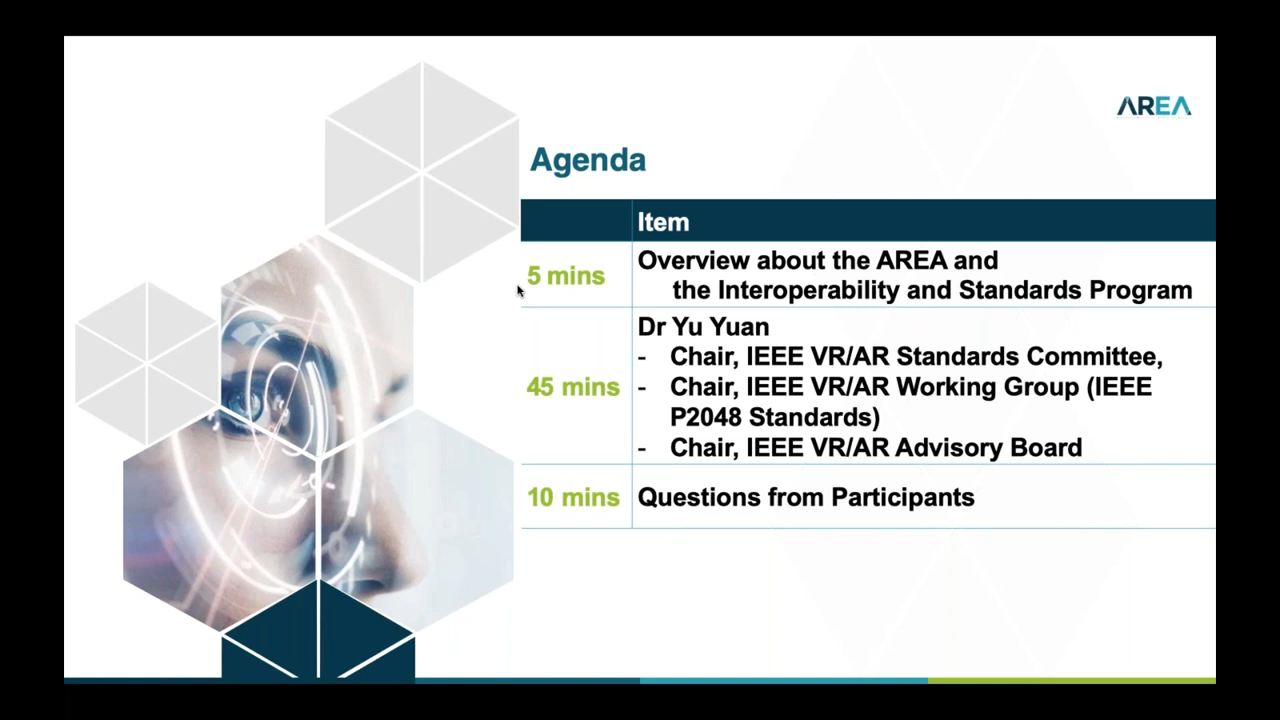 AREA
Agenda
Item
5 mins
Overview about the AREA and
the Interoperability and Standards Program
45 mins
Dr Yu Yuan
- Chair, IEEE VR/AR Standards Committee,
- Chair, IEEE VR/AR Working Group (IEEE
P2048 Standards)
- Chair, IEEE VR/AR Advisory Board
10 mins
Questions from Participants